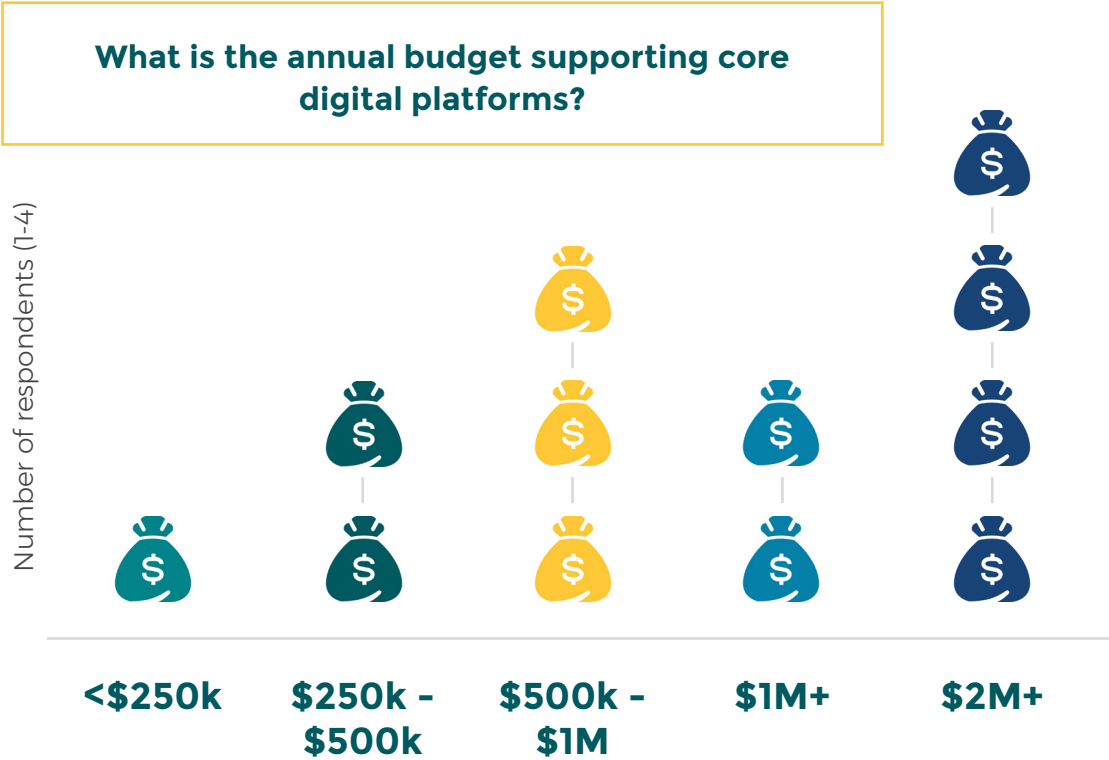 What is the annual budget supporting core
digital platforms?
Number of respondents (1-4)
$
$
$
$
$
$
$
$
$
$
$
$
<$250k
$250k -
$500k
$500k -
$1M
$1M+
$2M+